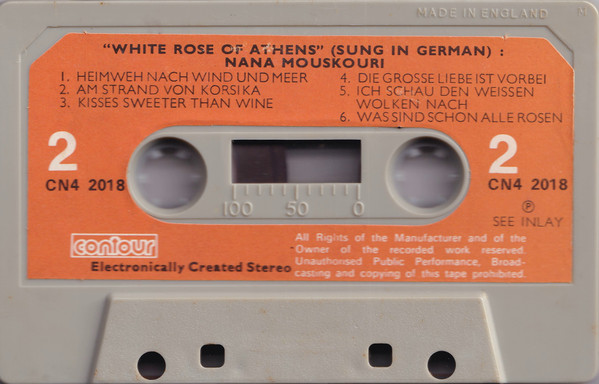 MADE IN ENGLAND
"WHITE ROSE OF ATHENS" (SUNG IN GERMAN) :
NANA MOUSKOURI
1. HEIMWEH NACH WIND UND MEER
2. AM STRAND VON KORSIKA
3. KISSES SWEETER THAN WINE
4. DIE GROSSE LIEBE IST VORBEI
5. ICH SCHAU DEN WEISSEN
WOLKEN NACH
6. WAS SIND SCHON ALLE ROSEN
2
CN4 2018
2
CN4 2018
100 50 0
℗
SEE INLAY
contour
Electronically Created Stereo
All Rights of the Manufacturer and of the
Owner of the recorded work reserved.
Unauthorised Public Performance, Broad-
casting and copying of this tape prohibited.